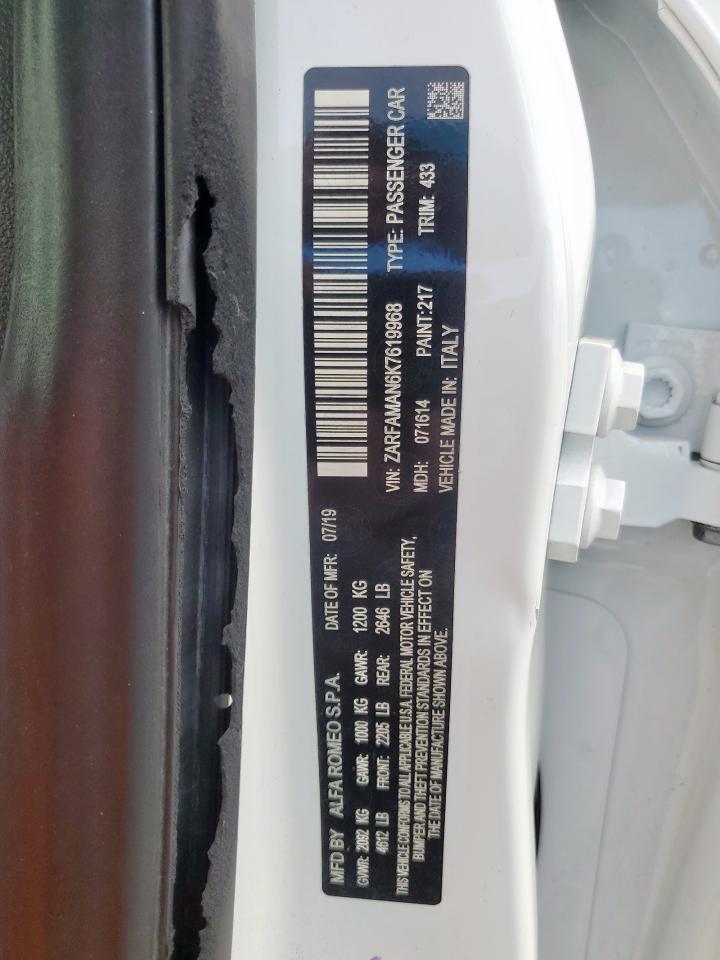 MFD BY ALFA ROMEO S.P.A. DATE OF MFR: 07/19
GVWR: 2092 KG GAWR: 1000 KG GAWR: 1200 KG
4612 LB FRONT: 2205 LB REAR: 2646 LB
THIS VEHICLE CONFORMS TO ALL APPLICABLE U.S.A. FEDERAL MOTOR VEHICLE SAFETY,
BUMPER AND THEFT PREVENTION STANDARDS IN EFFECT ON
THE DATE OF MANUFACTURE SHOWN ABOVE.
VIN: ZARFAMAN6K7619968 TYPE: PASSENGER CAR
MDH: 071614 PAINT:217 TRIM: 433
VEHICLE MADE IN: ITALY